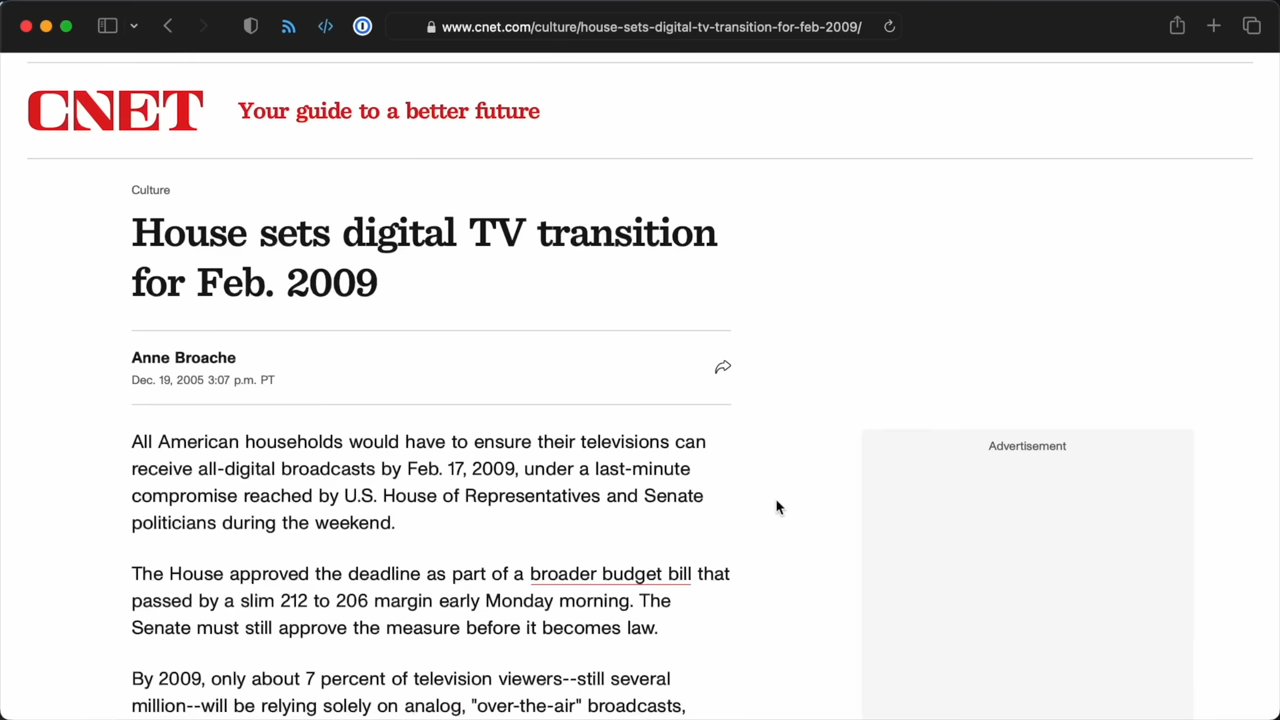 www.cnet.com/culture/house-sets-digital-tv-transition-for-feb-2009/
CNET
Your guide to a better future
Culture
House sets digital TV transition
for Feb. 2009
Anne Broache
Dec. 19, 2005 3:07 p.m. PT
All American households would have to ensure their televisions can
receive all-digital broadcasts by Feb. 17, 2009, under a last-minute
compromise reached by U.S. House of Representatives and Senate
politicians during the weekend.
Advertisement
The House approved the deadline as part of a broader budget bill that
passed by a slim 212 to 206 margin early Monday morning. The
Senate must still approve the measure before it becomes law.
By 2009, only about 7 percent of television viewers--still several
million--will be relying solely on analog, "over-the-air" broadcasts,